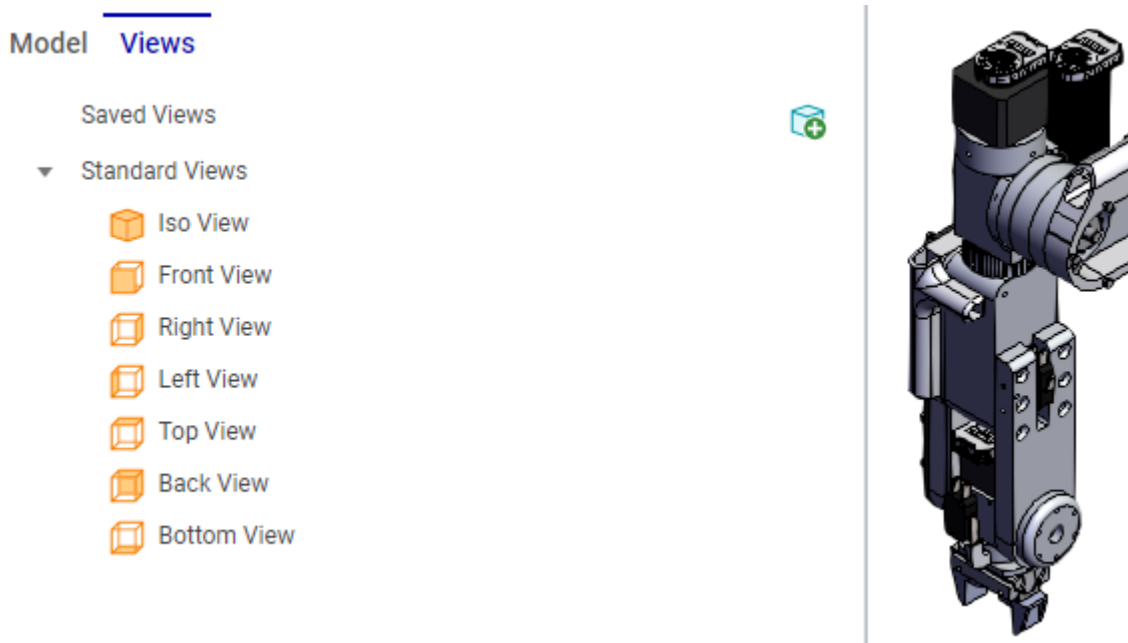 Model Views
Saved Views
Standard Views
Iso View
Front View
Right View
Left View
Top View
Back View
Bottom View